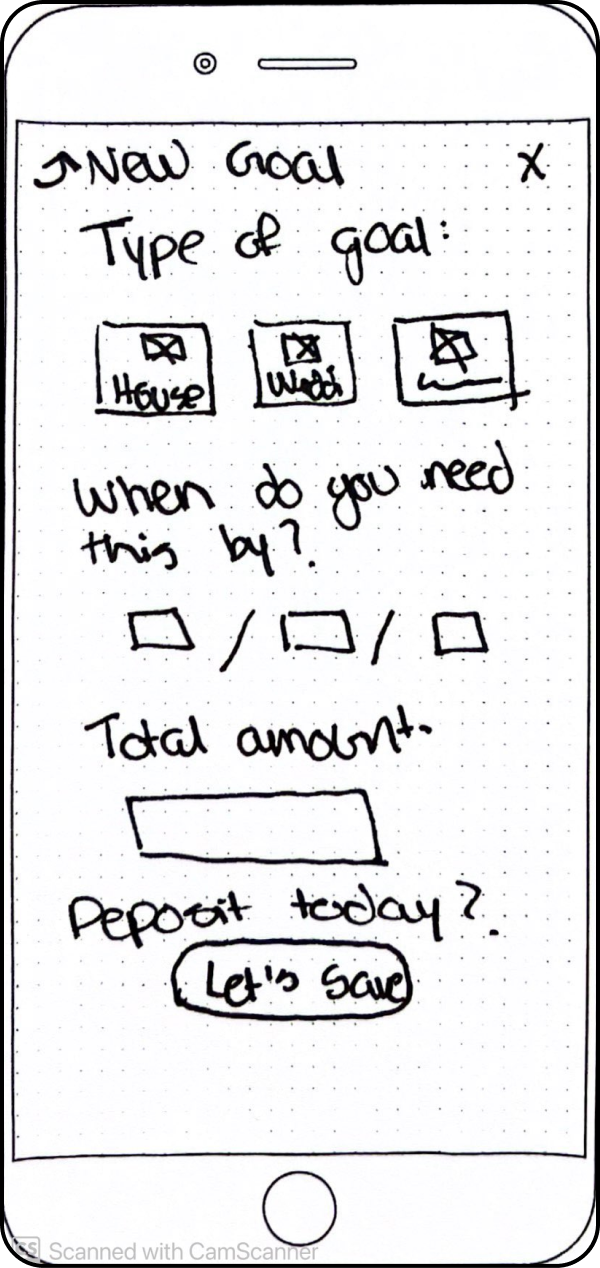 New Goal X
Type of goal:
House
When do you need
this by?
/ /
Total amount.
Deposit today?
Let's Save
CS Scanned with CamScanner